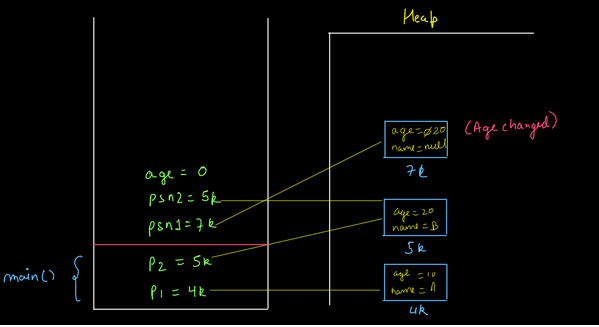 Heap
age = 0 20
name = null
(Age changed)
7k
age = 0
psn2 = 5k
psn1 = 7k
age = 20
name = B
5k
main() {
P2 = 5k
P1 = 4k
age = 10
name = A
4k